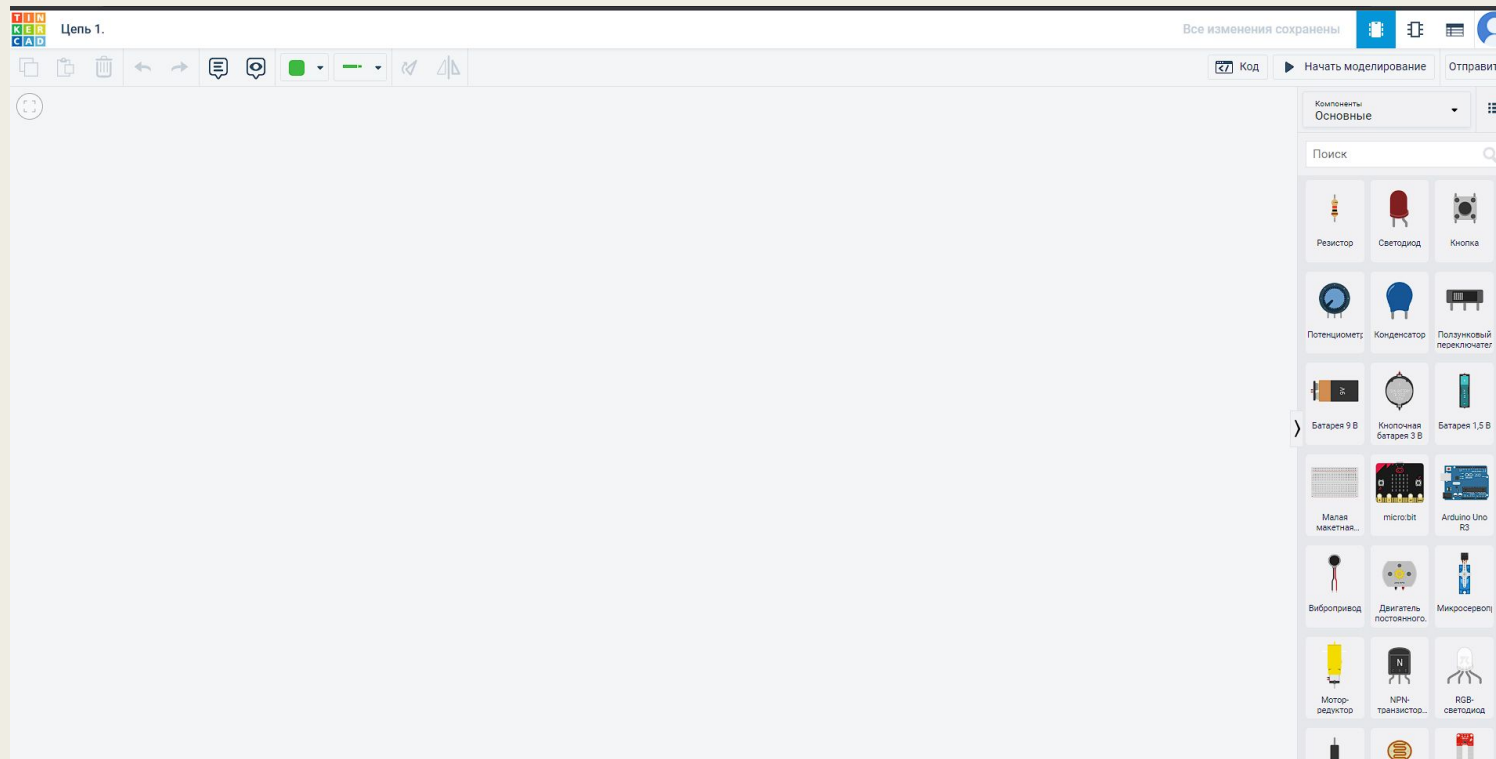 TIN
KER
CAD
Цепь 1.
Все изменения сохранены
Код
Начать моделирование
Отправит
Компоненты
Основные
Поиск
Резистор
Светодиод
Кнопка
Потенциометр
Конденсатор
Ползунковый
переключател
9V
Батарея 9 В
Кнопочная
батарея 3 В
Батарея 1,5 В
Малая
макетная...
micro:bit
Arduino Uno
R3
Вибропривод
Двигатель
постоянного.
Микросервоп
Мотор-
редуктор
N
NPN-
транзистор...
RGB-
светодиод